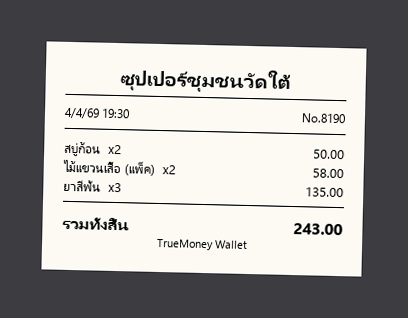 ซุปเปอร์ชุมชนวัดใต้
4/4/69 19:30 No.8190
สบู่ก้อน x2 50.00
ไม้แขวนเสื้อ (แพ็ค) x2 58.00
ยาสีฟัน x3 135.00
รวมทั้งสิ้น 243.00
TrueMoney Wallet